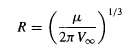 R = ( μ / 2π V∞ )^1/3